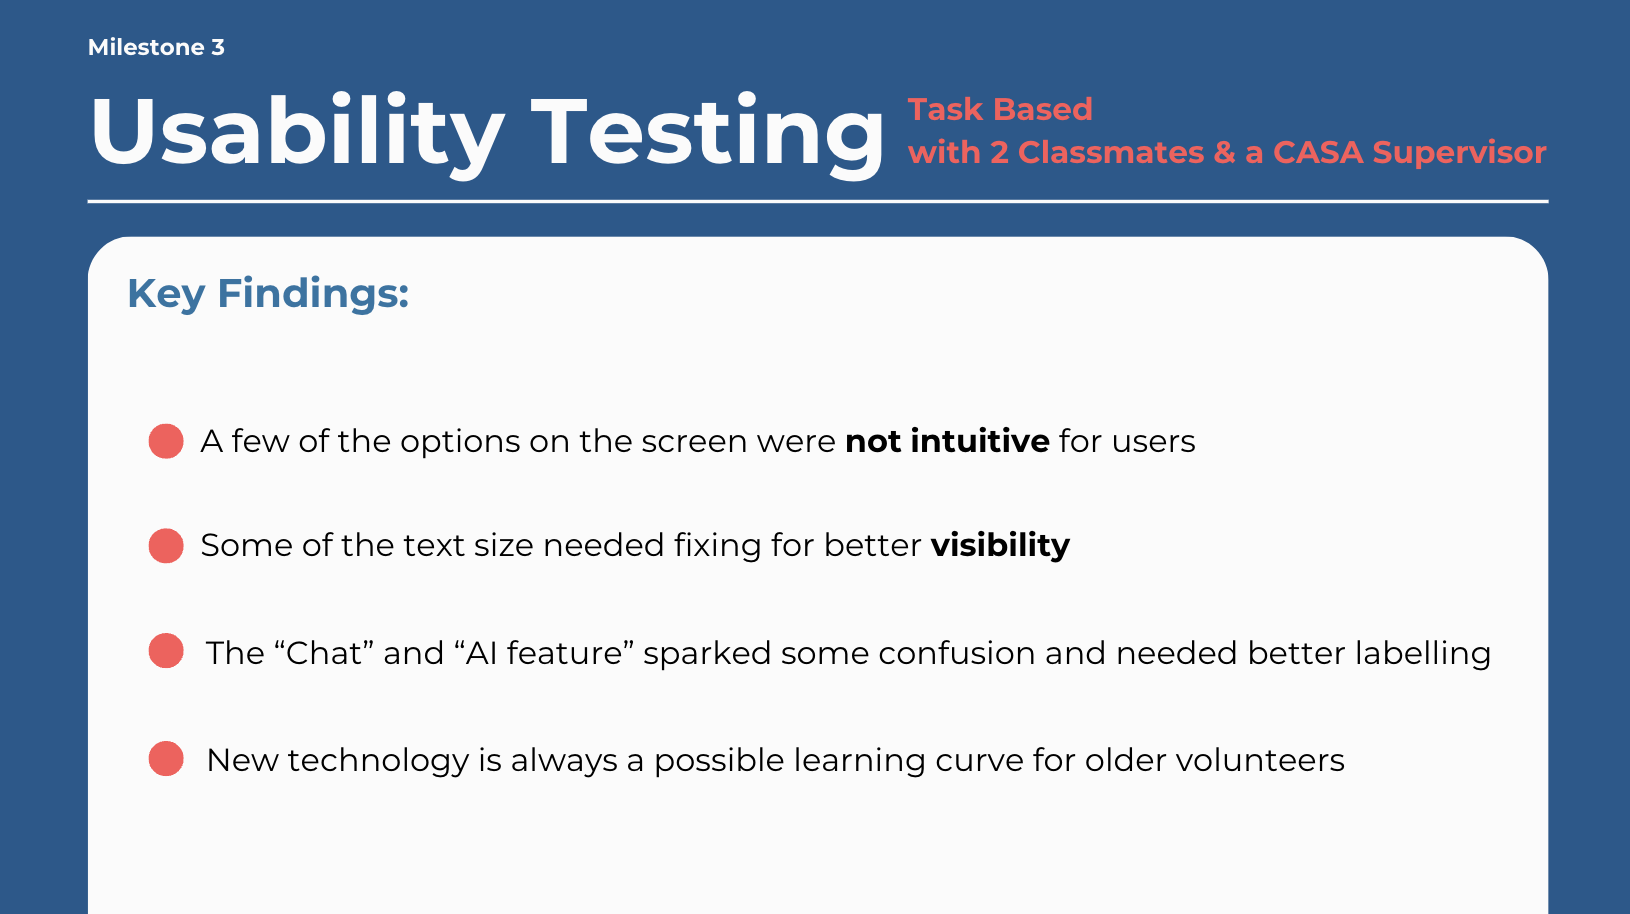 Milestone 3
Usability Testing
Task Based
with 2 Classmates & a CASA Supervisor
Key Findings:
A few of the options on the screen were not intuitive for users
Some of the text size needed fixing for better visibility
The “Chat” and “AI feature” sparked some confusion and needed better labelling
New technology is always a possible learning curve for older volunteers